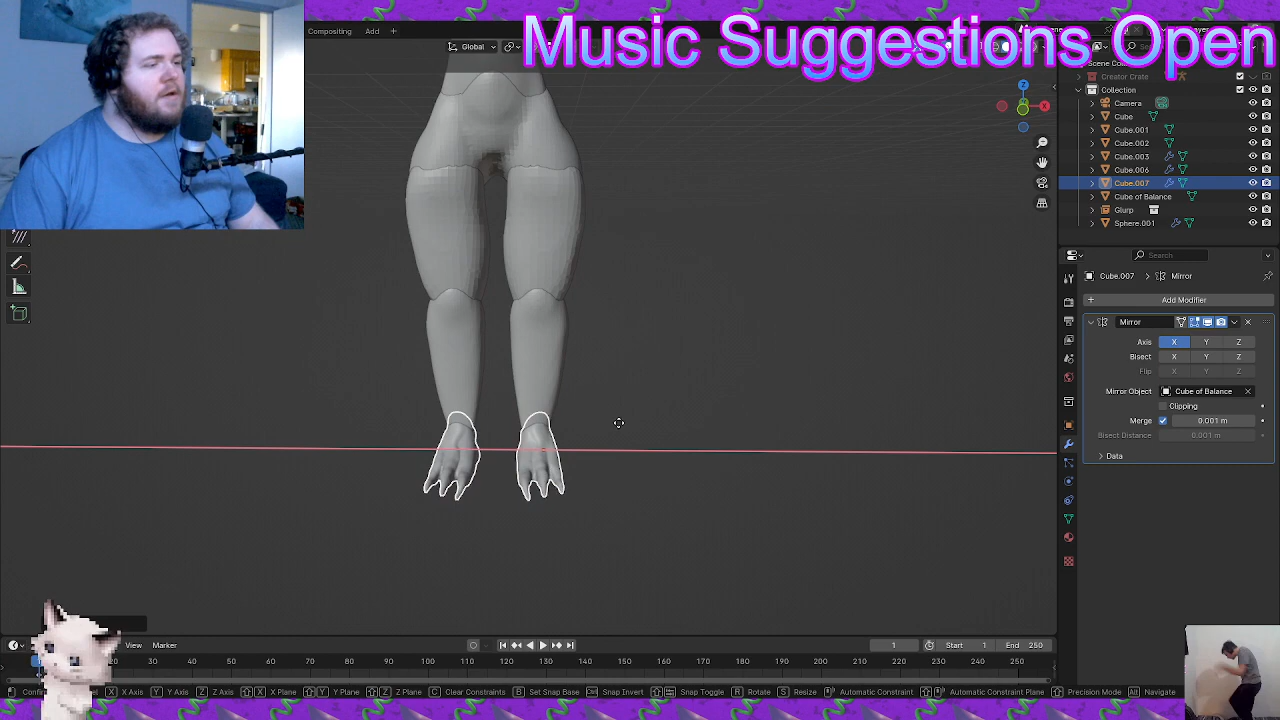 Music Suggestions Open
Compositing Add +
Global
Scene Coll
Creator Crate
Collection
Camera
Cube
Cube.001
Cube.002
Cube.003
Cube.006
Cube.007
Cube of Balance
Glurp
Sphere.001
Z
X
Search
Cube.007 > Mirror
+ Add Modifier
Mirror
Axis X Y Z
Bisect X Y Z
Flip X Y Z
Mirror Object Cube of Balance
Clipping
Merge 0.001 m
Bisect Distance 0.001 m
Data
View Marker
1 Start 1 End 250
20 30 40 50 60 70 80 90 100 110 120 130 140 150 160 170 180 190 200 210 220 230 240 250
X X Axis Y Y Axis Z Z Axis X X Plane Y Y Plane Z Z Plane C Clear Constraints B Set Snap Base Ctrl Snap Invert Snap Toggle R Rotate S Resize Automatic Constraint Automatic Constraint Plane Precision Mode Alt Navigate